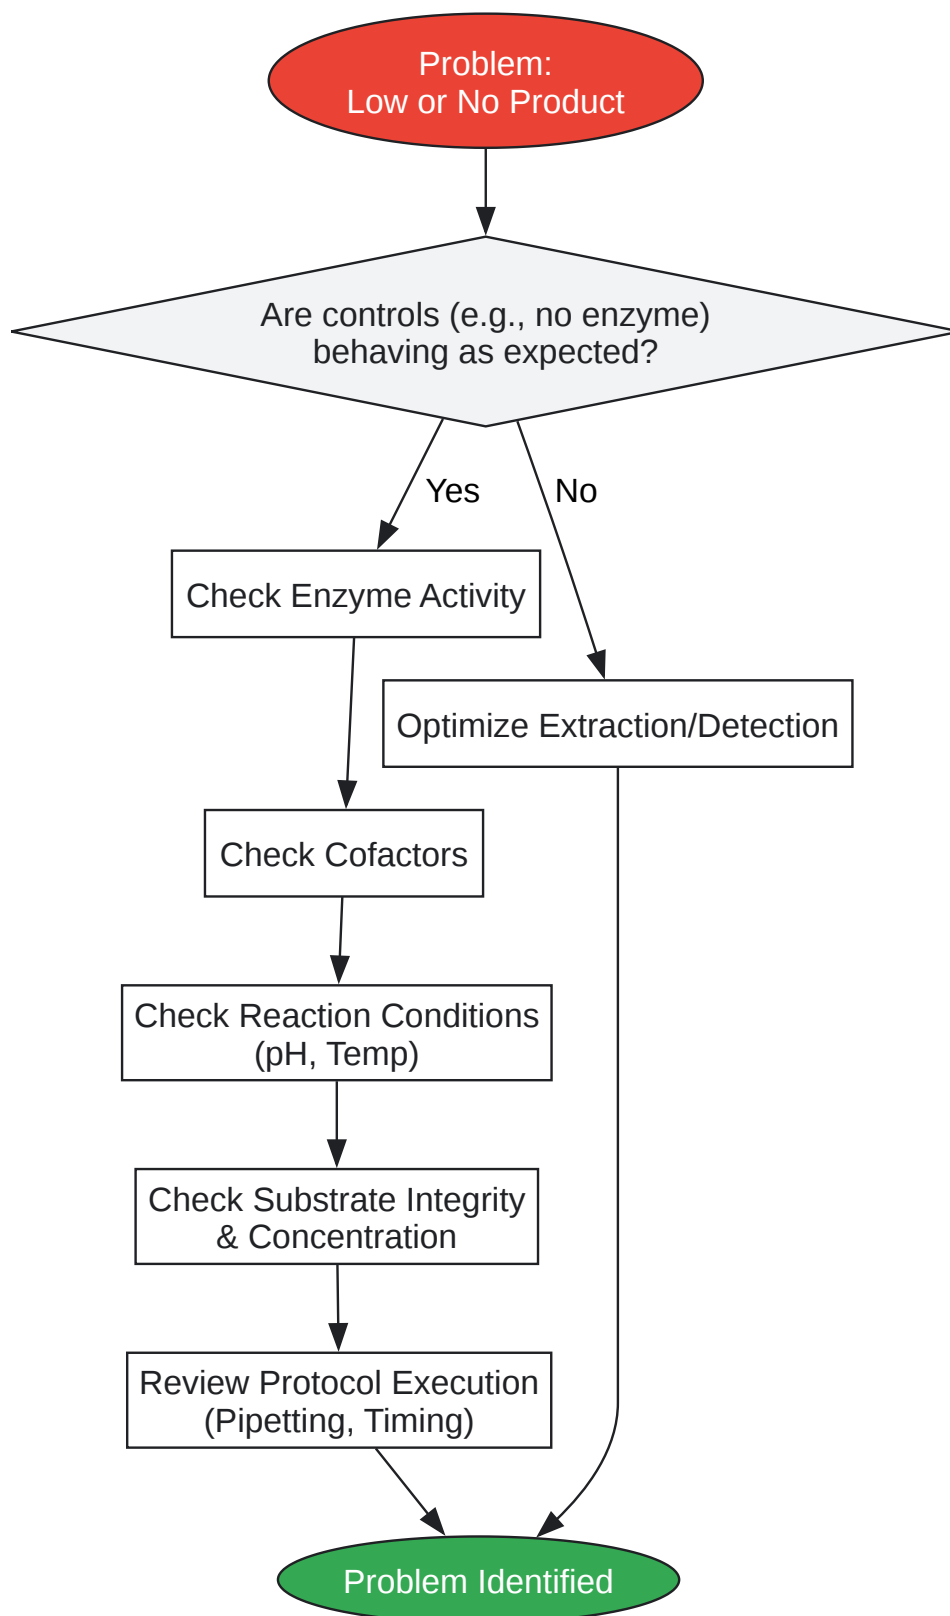 Problem:
Low or No Product
Are controls (e.g., no enzyme)
behaving as expected?
Yes
No
Check Enzyme Activity
Optimize Extraction/Detection
Check Cofactors
Check Reaction Conditions
(pH, Temp)
Check Substrate Integrity
& Concentration
Review Protocol Execution
(Pipetting, Timing)
Problem Identified